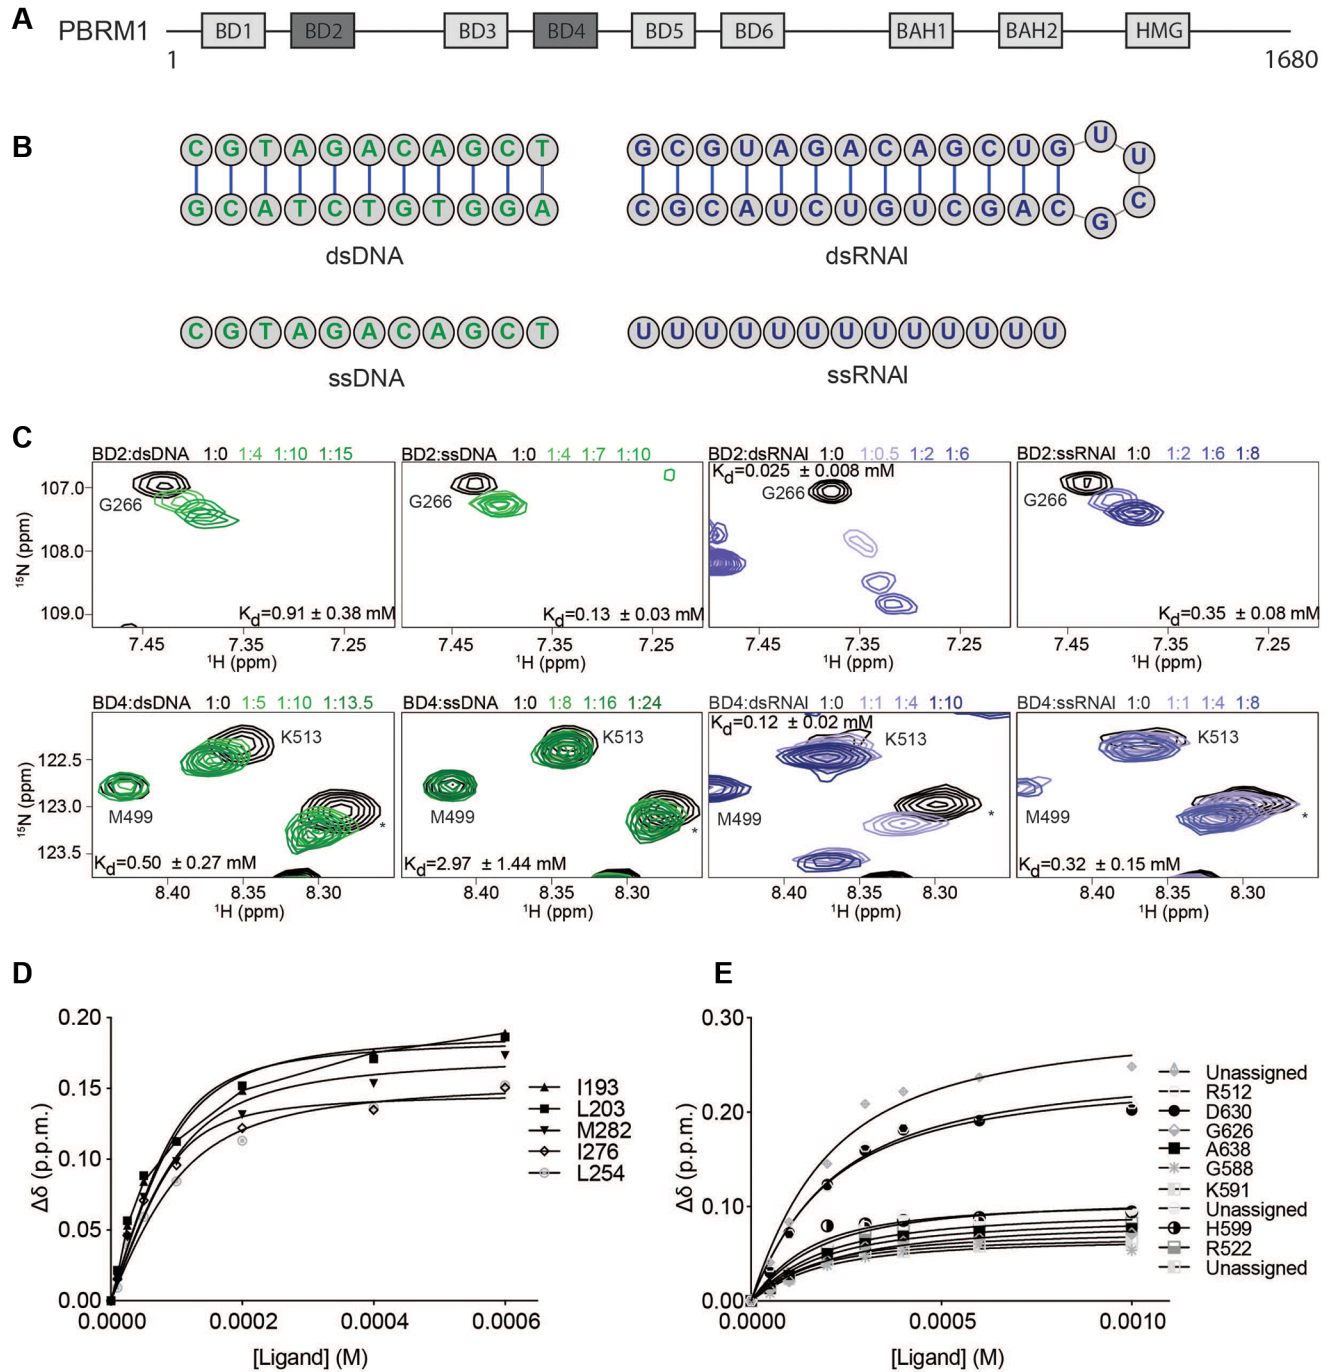 A
PBRM1
BD1 BD2 BD3 BD4 BD5 BD6 BAH1 BAH2 HMG
1 1680
B
C G T A G A C A G C T
G C A T C T G T G G A
dsDNA
G C G U A G A C A G C U G U U
C G C A U C U G U C G A C G C
dsRNAI
C G T A G A C A G C T
ssDNA
U U U U U U U U U U U U U
ssRNAI
C
BD2:dsDNA 1:0 1:4 1:10 1:15
G266
Kd=0.91 ± 0.38 mM
BD2:ssDNA 1:0 1:4 1:7 1:10
G266
Kd=0.13 ± 0.03 mM
BD2:dsRNAI 1:0 1:0.5 1:2 1:6
Kd=0.025 ± 0.008 mM
G266
BD2:ssRNAI 1:0 1:2 1:6 1:8
G266
Kd=0.35 ± 0.08 mM
15N (ppm)
107.0
108.0
109.0
7.45 7.35 7.25
1H (ppm)
7.45 7.35 7.25
1H (ppm)
7.45 7.35 7.25
1H (ppm)
7.45 7.35 7.25
1H (ppm)
BD4:dsDNA 1:0 1:5 1:10 1:13.5
K513
M499
*
Kd=0.50 ± 0.27 mM
BD4:ssDNA 1:0 1:8 1:16 1:24
K513
M499
*
Kd=2.97 ± 1.44 mM
BD4:dsRNAI 1:0 1:1 1:4 1:10
Kd=0.12 ± 0.02 mM
K513
M499
*
BD4:ssRNAI 1:0 1:1 1:4 1:8
K513
M499
*
Kd=0.32 ± 0.15 mM
15N (ppm)
122.5
123.0
123.5
8.40 8.35 8.30
1H (ppm)
8.40 8.35 8.30
1H (ppm)
8.40 8.35 8.30
1H (ppm)
8.40 8.35 8.30
1H (ppm)
D
Δδ (p.p.m.)
0.20
0.15
0.10
0.05
0.00
0.0000 0.0002 0.0004 0.0006
[Ligand] (M)
I193
L203
M282
I276
L254
E
Δδ (p.p.m.)
0.30
0.20
0.10
0.00
0.0000 0.0005 0.0010
[Ligand] (M)
Unassigned
R512
D630
G626
A638
G588
K591
Unassigned
H599
R522
Unassigned